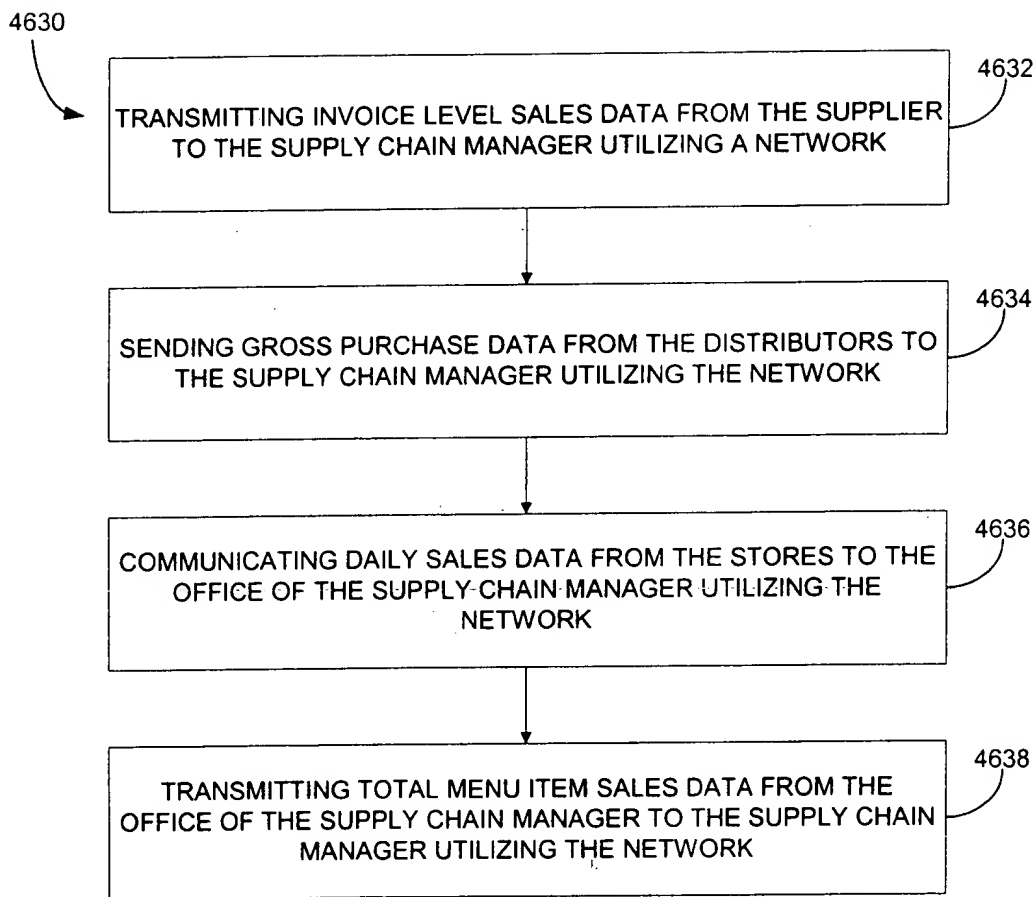 4630
4632
TRANSMITTING INVOICE LEVEL SALES DATA FROM THE SUPPLIER
TO THE SUPPLY CHAIN MANAGER UTILIZING A NETWORK
4634
SENDING GROSS PURCHASE DATA FROM THE DISTRIBUTORS TO
THE SUPPLY CHAIN MANAGER UTILIZING THE NETWORK
4636
COMMUNICATING DAILY SALES DATA FROM THE STORES TO THE
OFFICE OF THE SUPPLY CHAIN MANAGER UTILIZING THE
NETWORK
4638
TRANSMITTING TOTAL MENU ITEM SALES DATA FROM THE
OFFICE OF THE SUPPLY CHAIN MANAGER TO THE SUPPLY CHAIN
MANAGER UTILIZING THE NETWORK